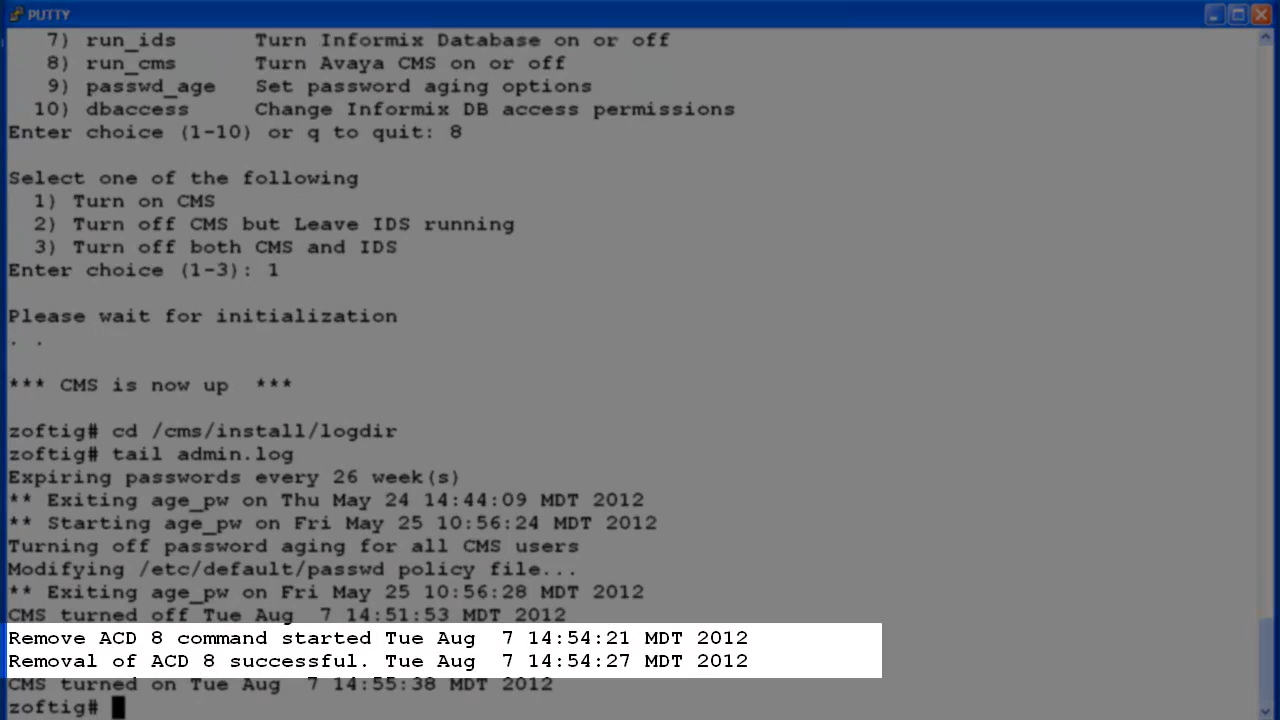 PuTTY
7) run_ids Turn Informix Database on or off
8) run_cms Turn Avaya CMS on or off
9) passwd_age Set password aging options
10) dbaccess Change Informix DB access permissions
Enter choice (1-10) or q to quit: 8
Select one of the following
1) Turn on CMS
2) Turn off CMS but Leave IDS running
3) Turn off both CMS and IDS
Enter choice (1-3): 1
Please wait for initialization
. .
*** CMS is now up ***
zoftig# cd /cms/install/logdir
zoftig# tail admin.log
Expiring passwords every 26 week(s)
** Exiting age_pw on Thu May 24 14:44:09 MDT 2012
** Starting age_pw on Fri May 25 10:56:24 MDT 2012
Turning off password aging for all CMS users
Modifying /etc/default/passwd policy file...
** Exiting age_pw on Fri May 25 10:56:28 MDT 2012
CMS turned off Tue Aug  7 14:51:53 MDT 2012
Remove ACD 8 command started Tue Aug  7 14:54:21 MDT 2012
Removal of ACD 8 successful. Tue Aug  7 14:54:27 MDT 2012
CMS turned on Tue Aug  7 14:55:38 MDT 2012
zoftig#